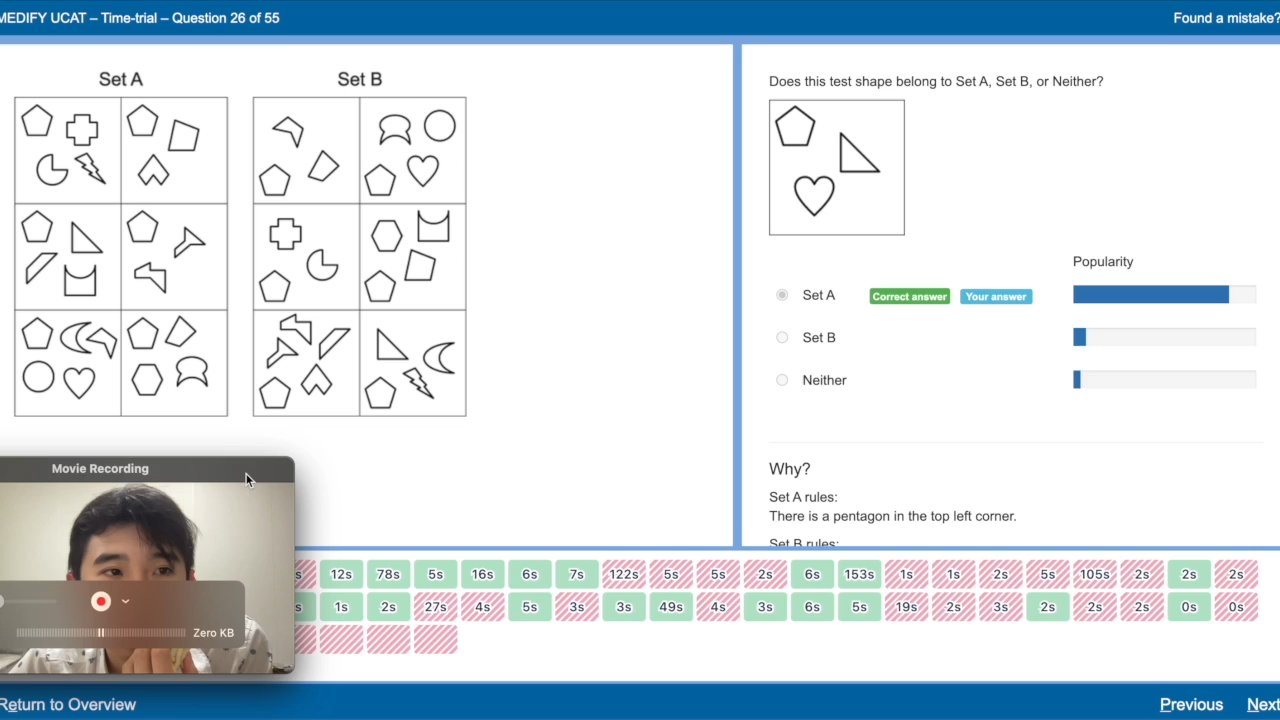 MEDIFY UCAT – Time-trial – Question 26 of 55
Found a mistake?
Set A
Set B
Does this test shape belong to Set A, Set B, or Neither?
Popularity
Set A
Correct answer
Your answer
Set B
Neither
Why?
Set A rules:
There is a pentagon in the top left corner.
Set B rules:
Movie Recording
Zero KB
s 12s 78s 5s 16s 6s 7s 122s 5s 5s 2s 6s 153s 1s 1s 2s 5s 105s 2s 2s 2s
s 1s 2s 27s 4s 5s 3s 3s 49s 4s 3s 6s 5s 19s 2s 3s 2s 2s 2s 0s 0s
Return to Overview
Previous
Next